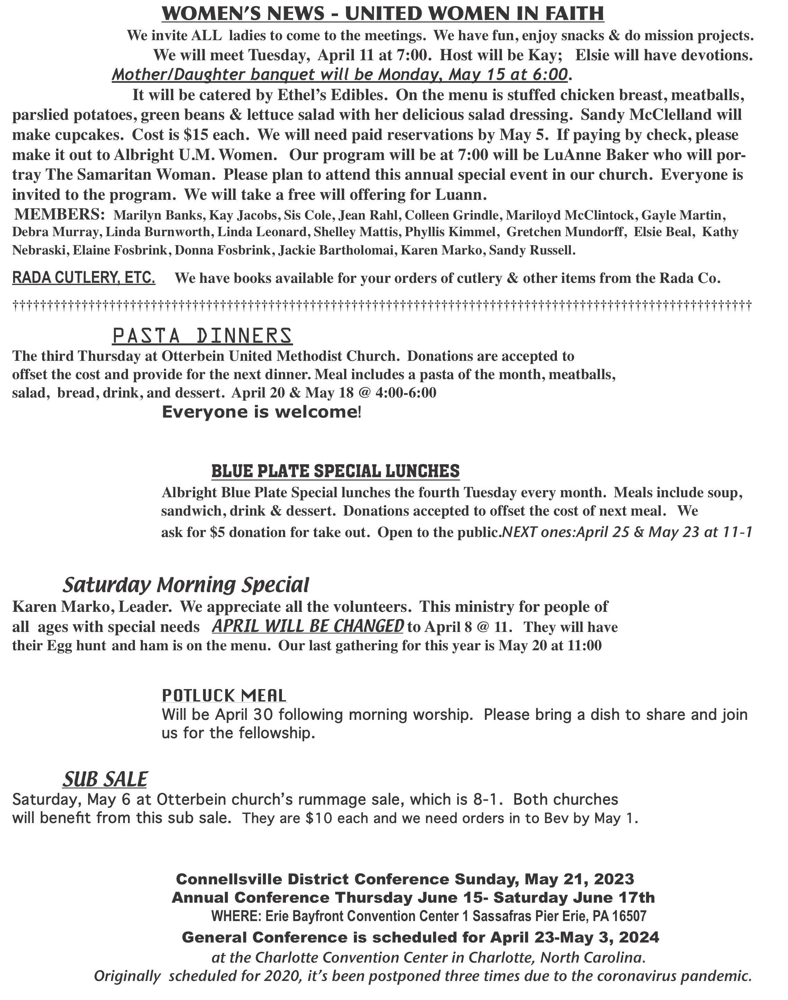 WOMEN'S NEWS - UNITED WOMEN IN FAITH
We invite ALL ladies to come to the meetings. We have fun, enjoy snacks & do mission projects.
We will meet Tuesday, April 11 at 7:00. Host will be Kay; Elsie will have devotions.
Mother/Daughter banquet will be Monday, May 15 at 6:00.
It will be catered by Ethel's Edibles. On the menu is stuffed chicken breast, meatballs,
parslied potatoes, green beans & lettuce salad with her delicious salad dressing. Sandy McClelland will
make cupcakes. Cost is $15 each. We will need paid reservations by May 5. If paying by check, please
make it out to Albright U.M. Women. Our program will be at 7:00 will be LuAnne Baker who will por-
tray The Samaritan Woman. Please plan to attend this annual special event in our church. Everyone is
invited to the program. We will take a free will offering for Luann.
MEMBERS: Marilyn Banks, Kay Jacobs, Sis Cole, Jean Rahl, Colleen Grindle, Mariloyd McClintock, Gayle Martin,
Debra Murray, Linda Burnworth, Linda Leonard, Shelley Mattis, Phyllis Kimmel, Gretchen Mundorff, Elsie Beal, Kathy
Nebraski, Elaine Fosbrink, Donna Fosbrink, Jackie Bartholomai, Karen Marko, Sandy Russell.
RADA CUTLERY, ETC. We have books available for your orders of cutlery & other items from the Rada Co.
†††††††††††††††††††††††††††††††††††††††††††††††††††††††††††††††††††††††††††††††††††††††††††††††††††††††††††
PASTA DINNERS
The third Thursday at Otterbein United Methodist Church. Donations are accepted to
offset the cost and provide for the next dinner. Meal includes a pasta of the month, meatballs,
salad, bread, drink, and dessert. April 20 & May 18 @ 4:00-6:00
Everyone is welcome!
BLUE PLATE SPECIAL LUNCHES
Albright Blue Plate Special lunches the fourth Tuesday every month. Meals include soup,
sandwich, drink & dessert. Donations accepted to offset the cost of next meal. We
ask for $5 donation for take out. Open to the public.NEXT ones:April 25 & May 23 at 11-1
Saturday Morning Special
Karen Marko, Leader. We appreciate all the volunteers. This ministry for people of
all ages with special needs APRIL WILL BE CHANGED to April 8 @ 11. They will have
their Egg hunt and ham is on the menu. Our last gathering for this year is May 20 at 11:00
POTLUCK MEAL
Will be April 30 following morning worship. Please bring a dish to share and join
us for the fellowship.
SUB SALE
Saturday, May 6 at Otterbein church's rummage sale, which is 8-1. Both churches
will benefit from this sub sale. They are $10 each and we need orders in to Bev by May 1.
Connellsville District Conference Sunday, May 21, 2023
Annual Conference Thursday June 15- Saturday June 17th
WHERE: Erie Bayfront Convention Center 1 Sassafras Pier Erie, PA 16507
General Conference is scheduled for April 23-May 3, 2024
at the Charlotte Convention Center in Charlotte, North Carolina.
Originally scheduled for 2020, it's been postponed three times due to the coronavirus pandemic.